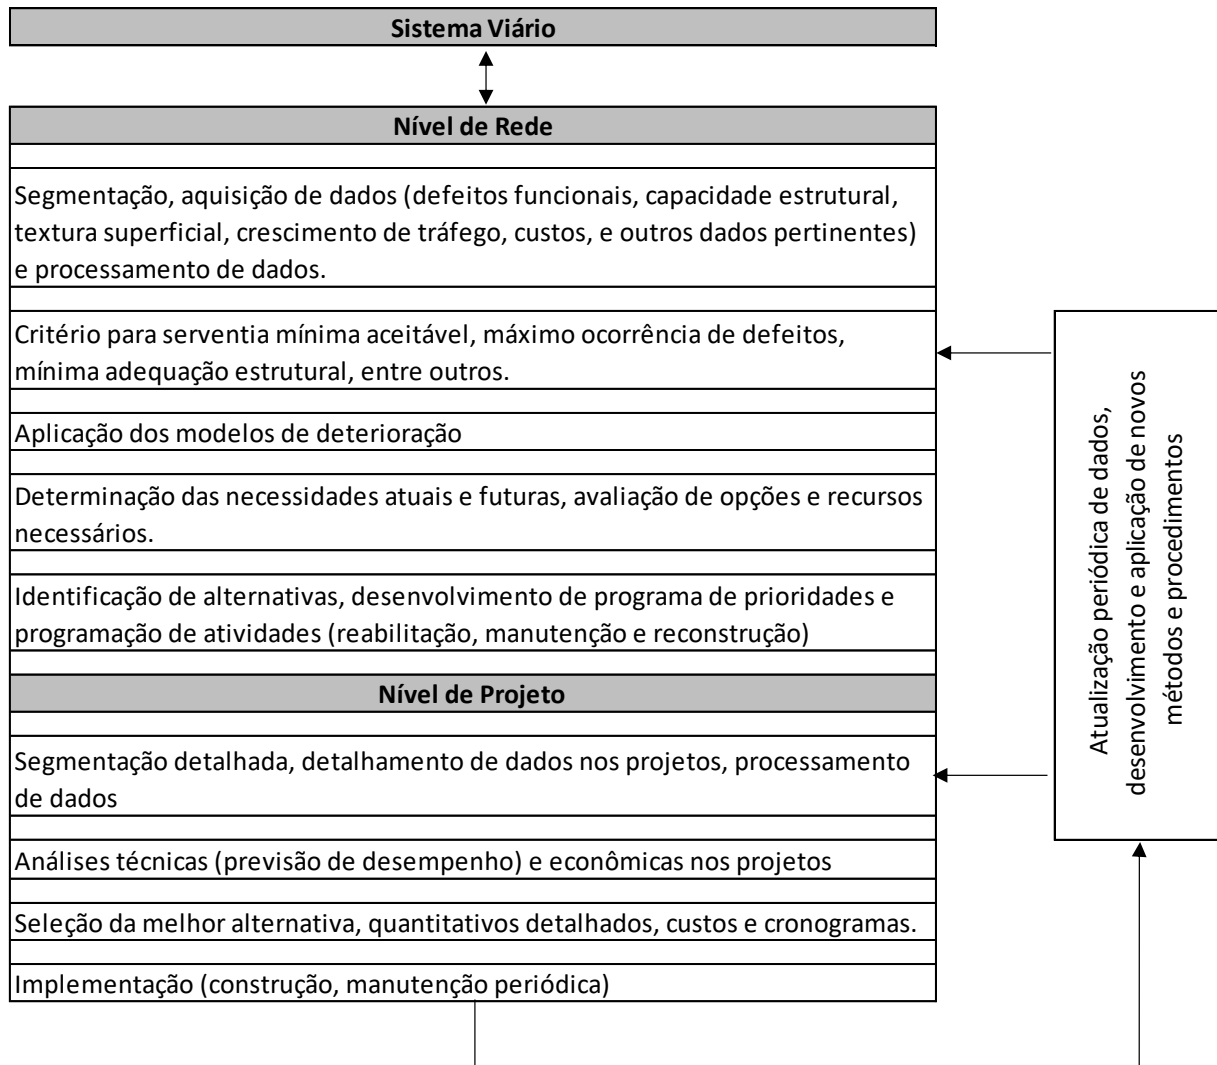 Sistema Viário
Nível de Rede
Segmentação, aquisição de dados (defeitos funcionais, capacidade estrutural,
textura superficial, crescimento de tráfego, custos, e outros dados pertinentes)
e processamento de dados.
Critério para serventia mínima aceitável, máximo ocorrência de defeitos,
mínima adequação estrutural, entre outros.
Aplicação dos modelos de deterioração
Determinação das necessidades atuais e futuras, avaliação de opções e recursos
necessários.
Identificação de alternativas, desenvolvimento de programa de prioridades e
programação de atividades (reabilitação, manutenção e reconstrução)
Nível de Projeto
Segmentação detalhada, detalhamento de dados nos projetos, processamento
de dados
Análises técnicas (previsão de desempenho) e econômicas nos projetos
Seleção da melhor alternativa, quantitativos detalhados, custos e cronogramas.
Implementação (construção, manutenção periódica)
Atualização periódica de dados,
desenvolvimento e aplicação de novos
métodos e procedimentos